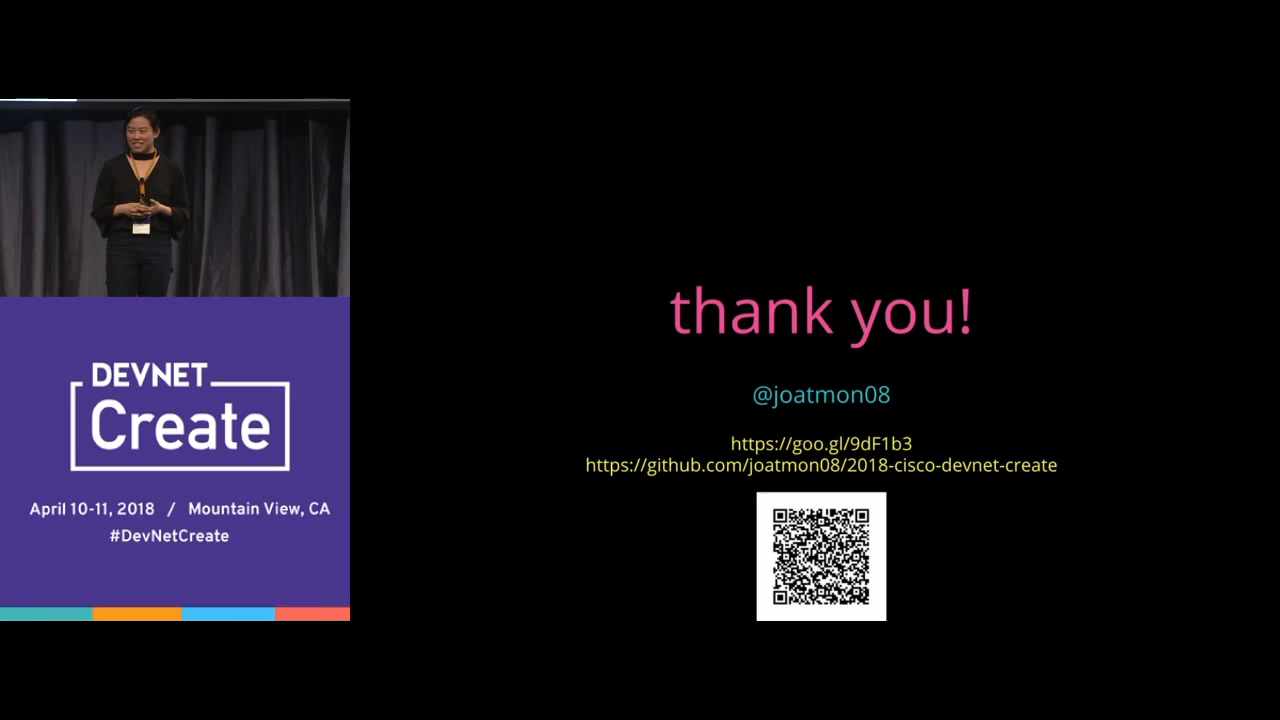 DEVNET
Create
April 10-11, 2018 / Mountain View, CA
#DevNetCreate
thank you!
@joatmon08
https://goo.gl/9dF1b3
https://github.com/joatmon08/2018-cisco-devnet-create